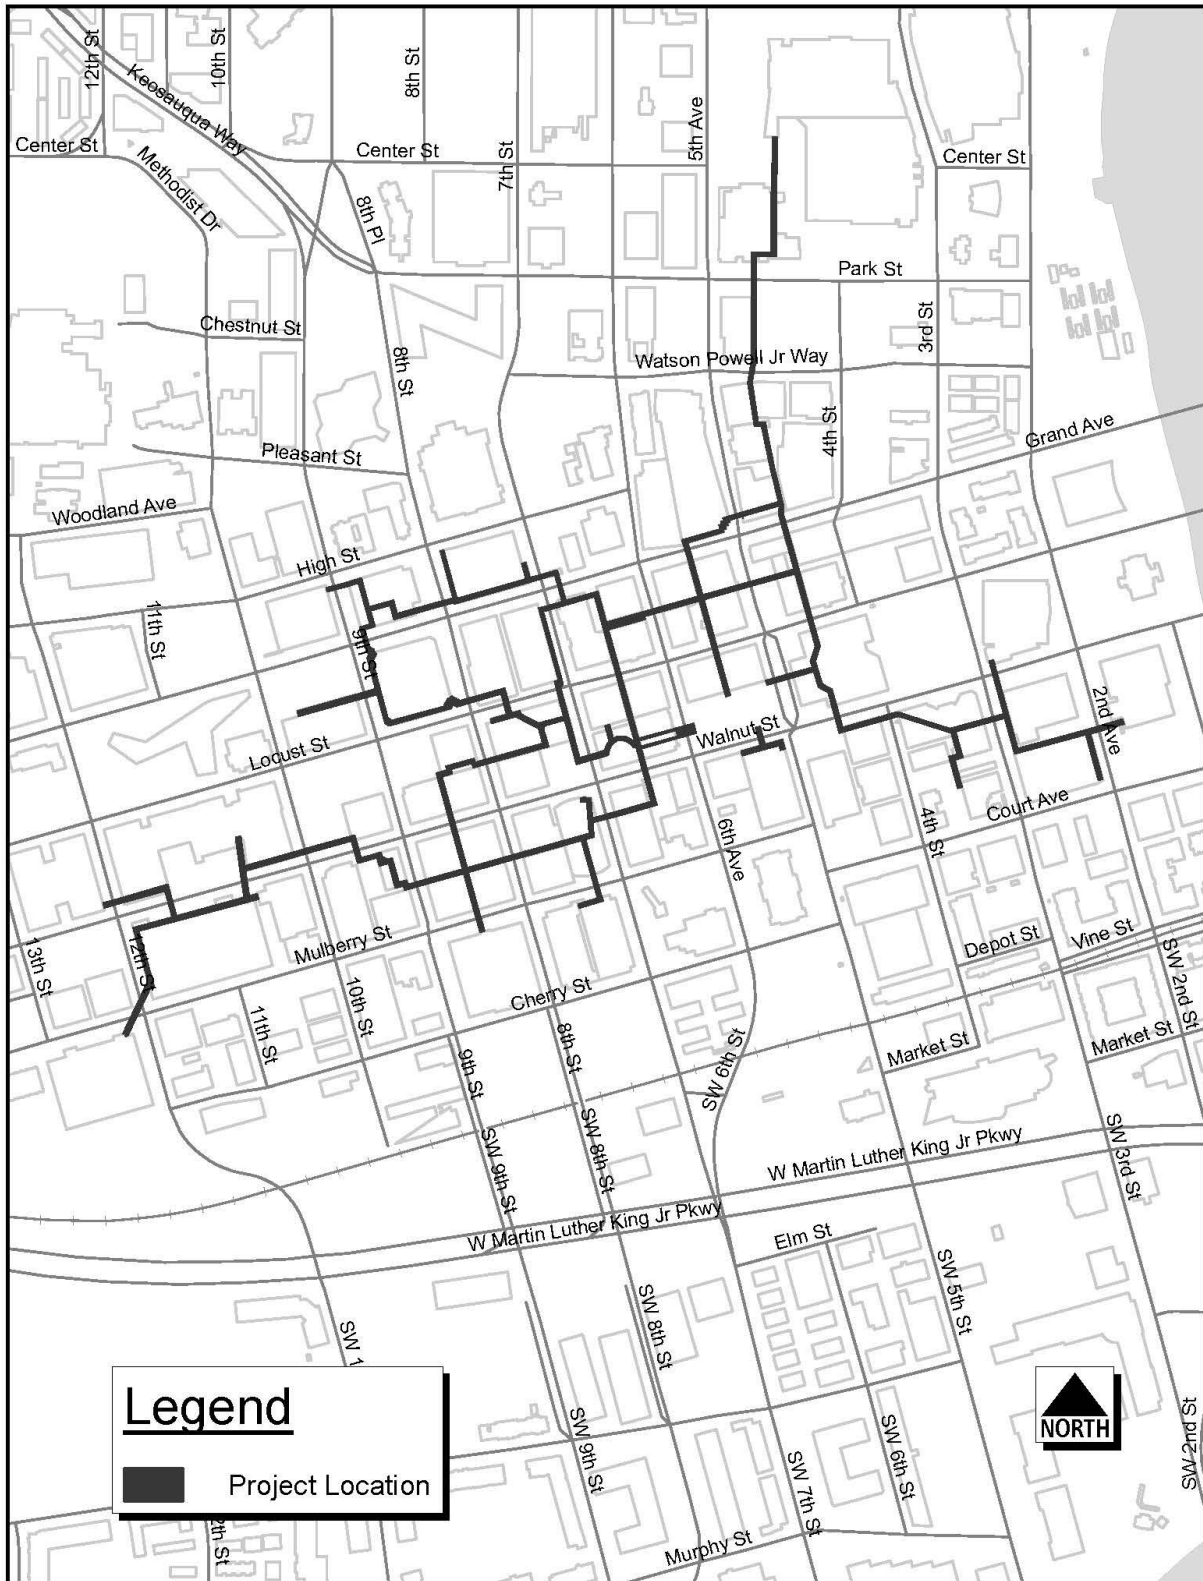 12th St
10th St
8th St
Keosauqua Way
5th Ave
Center St
Center St
7th St
Center St
Methodist Dr
8th Pl
Park St
Chestnut St
3rd St
Watson Powell Jr Way
8th St
4th St
Grand Ave
Pleasant St
Woodland Ave
High St
11th St
9th St
Locust St
Walnut St
2nd Ave
Court Ave
4th St
6th Ave
Mulberry St
13th St
12th St
Depot St
Vine St
SW 2nd St
Cherry St
10th St
11th St
8th St
9th St
Market St
Market St
SW 6th St
SW 8th St
SW 9th St
SW 3rd St
W Martin Luther King Jr Pkwy
W Martin Luther King Jr Pkwy
Elm St
SW 5th St
SW 8th St
SW 1
Legend
Project Location
NORTH
SW 9th St
SW 6th St
SW 7th St
SW 2nd St
2th St
Murphy St